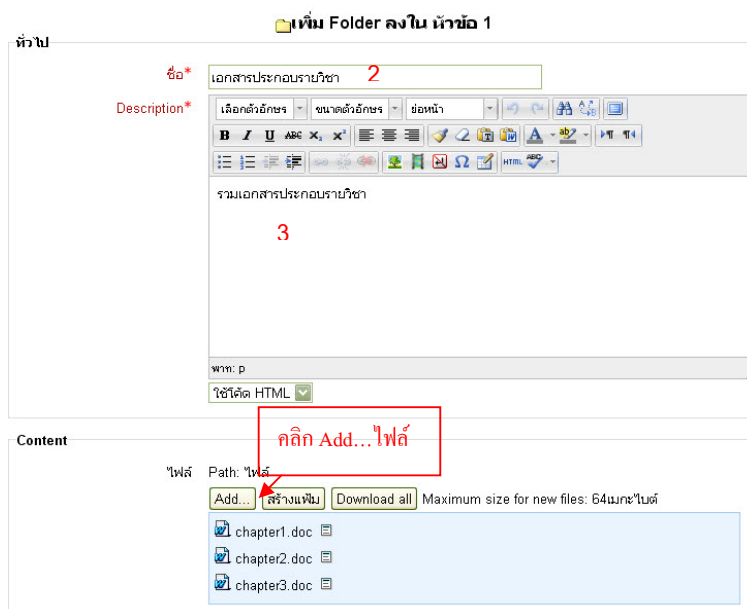 เพิ่ม Folder ลงใน หัวข้อ 1
ทั่วไป
ชื่อ* เอกสารประกอบรายวิชา 2
Description* เลือกตัวอักษร ขนาดตัวอักษร ย่อหน้า
B I U ABC X₂ x² A ab
Ω HTML ABC
รวมเอกสารประกอบรายวิชา
3
พาท: p
ใช้โค้ด HTML
คลิก Add…ไฟล์
Content
ไฟล์ Path: ไฟล์
Add... สร้างแฟ้ม Download all Maximum size for new files: 64เมกะไบต์
chapter1.doc
chapter2.doc
chapter3.doc